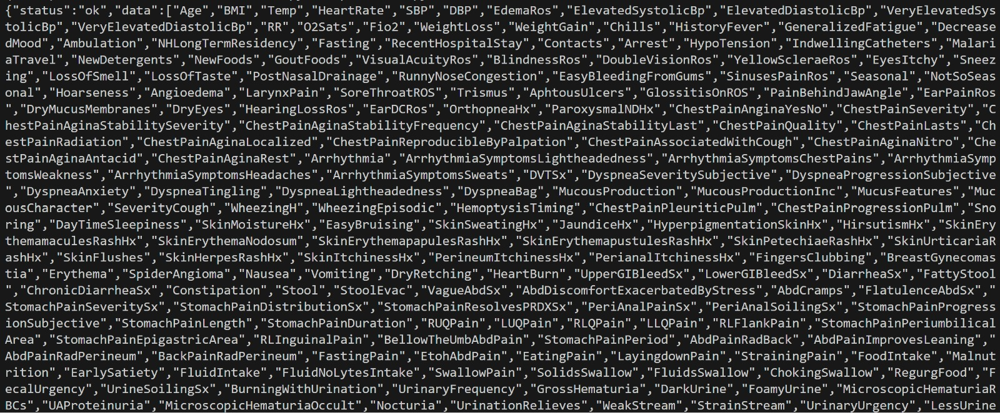 {"status":"ok","data":["Age","BMI","Temp","HeartRate","SBP","DBP","EdemaRos","ElevatedSystolicBp","ElevatedDiastolicBp","VeryElevatedSys
tolicBp","VeryElevatedDiastolicBp","RR","O2Sats","Fio2","WeightLoss","WeightGain","Chills","HistoryFever","GeneralizedFatigue","Decrease
dMood","Ambulation","NHLongTermResidency","Fasting","RecentHospitalStay","Contacts","Arrest","HypoTension","IndwellingCatheters","Malari
aTravel","NewDetergents","NewFoods","GoutFoods","VisualAcuityRos","BlindnessRos","DoubleVisionRos","YellowScleraeRos","EyesItchy","Sneez
ing","LossOfSmell","LossOfTaste","PostNasalDrainage","RunnyNoseCongestion","EasyBleedingFromGums","SinusesPainRos","Seasonal","NotSoSeas
onal","Hoarseness","Angioedema","LarynxPain","SoreThroatROS","Trismus","AphtousUlcers","GlossitisOnROS","PainBehindJawAngle","EarPainRos
","DryMucusMembranes","DryEyes","HearingLossRos","EarDCRos","OrthopneaHx","ParoxysmalNDHx","ChestPainAnginaYesNo","ChestPainSeverity","C
hestPainAginaStabilitySeverity","ChestPainAginaStabilityFrequency","ChestPainAginaStabilityLast","ChestPainQuality","ChestPainLasts","Ch
estPainRadiation","ChestPainAginaLocalized","ChestPainReproducibleByPalpation","ChestPainAssociatedWithCough","ChestPainAginaNitro","Che
stPainAginaAntacid","ChestPainAginaRest","Arrhythmia","ArrhythmiaSymptomsLightheadedness","ArrhythmiaSymptomsChestPains","ArrhythmiaSymp
tomsWeakness","ArrhythmiaSymptomsHeadaches","ArrhythmiaSymptomsSweats","DVTSx","DyspneaSeveritySubjective","DyspneaProgressionSubjective
","DyspneaAnxiety","DyspneaTingling","DyspneaLightheadedness","DyspneaBag","MucousProduction","MucousProductionInc","MucusFeatures","Muc
ousCharacter","SeverityCough","WheezingH","WheezingEpisodic","HemoptysisTiming","ChestPainPleuriticPulm","ChestPainProgressionPulm","Sno
ring","DayTimeSleepiness","SkinMoistureHx","EasyBruising","SkinSweatingHx","JaundiceHx","HyperpigmentationSkinHx","HirsutismHx","SkinEry
themamaculesRashHx","SkinErythemaNodosum","SkinErythemapapulesRashHx","SkinErythemapustulesRashHx","SkinPetechiaeRashHx","SkinUrticariaR
ashHx","SkinFlushes","SkinHerpesRashHx","SkinItchinessHx","PerineumItchinessHx","PerianalItchinessHx","FingersClubbing","BreastGynecomas
tia","Erythema","SpiderAngioma","Nausea","Vomiting","DryRetching","HeartBurn","UpperGIBleedSx","LowerGIBleedSx","DiarrheaSx","FattyStool
","ChronicDiarrheaSx","Constipation","Stool","StoolEvac","VagueAbdSx","AbdDiscomfortExacerbatedByStress","AbdCramps","FlatulenceAbdSx","
StomachPainSeveritySx","StomachPainDistributionSx","StomachPainResolvesPRDXSx","PeriAnalPainSx","PeriAnalSoilingSx","StomachPainProgress
ionSubjective","StomachPainLength","StomachPainDuration","RUQPain","LUQPain","RLQPain","LLQPain","RLFlankPain","StomachPainPeriumbilical
Area","StomachPainEpigastricArea","RLInguinalPain","BellowTheUmbAbdPain","StomachPainPeriod","AbdPainRadBack","AbdPainImprovesLeaning","
AbdPainRadPerineum","BackPainRadPerineum","FastingPain","EtohAbdPain","EatingPain","LayingdownPain","StrainingPain","FoodIntake","Malnut
rition","EarlySatiety","FluidIntake","FluidNoLytesIntake","SwallowPain","SolidsSwallow","FluidsSwallow","ChokingSwallow","RegurgFood","F
ecalUrgency","UrineSoilingSx","BurningWithUrination","UrinaryFrequency","GrossHematuria","DarkUrine","FoamyUrine","MicroscopicHematuriaR
BCs","UAProteinuria","MicroscopicHematuriaOccult","Nocturia","UrinationRelieves","WeakStream","StrainStream","UrinaryUrgency","LessUrine